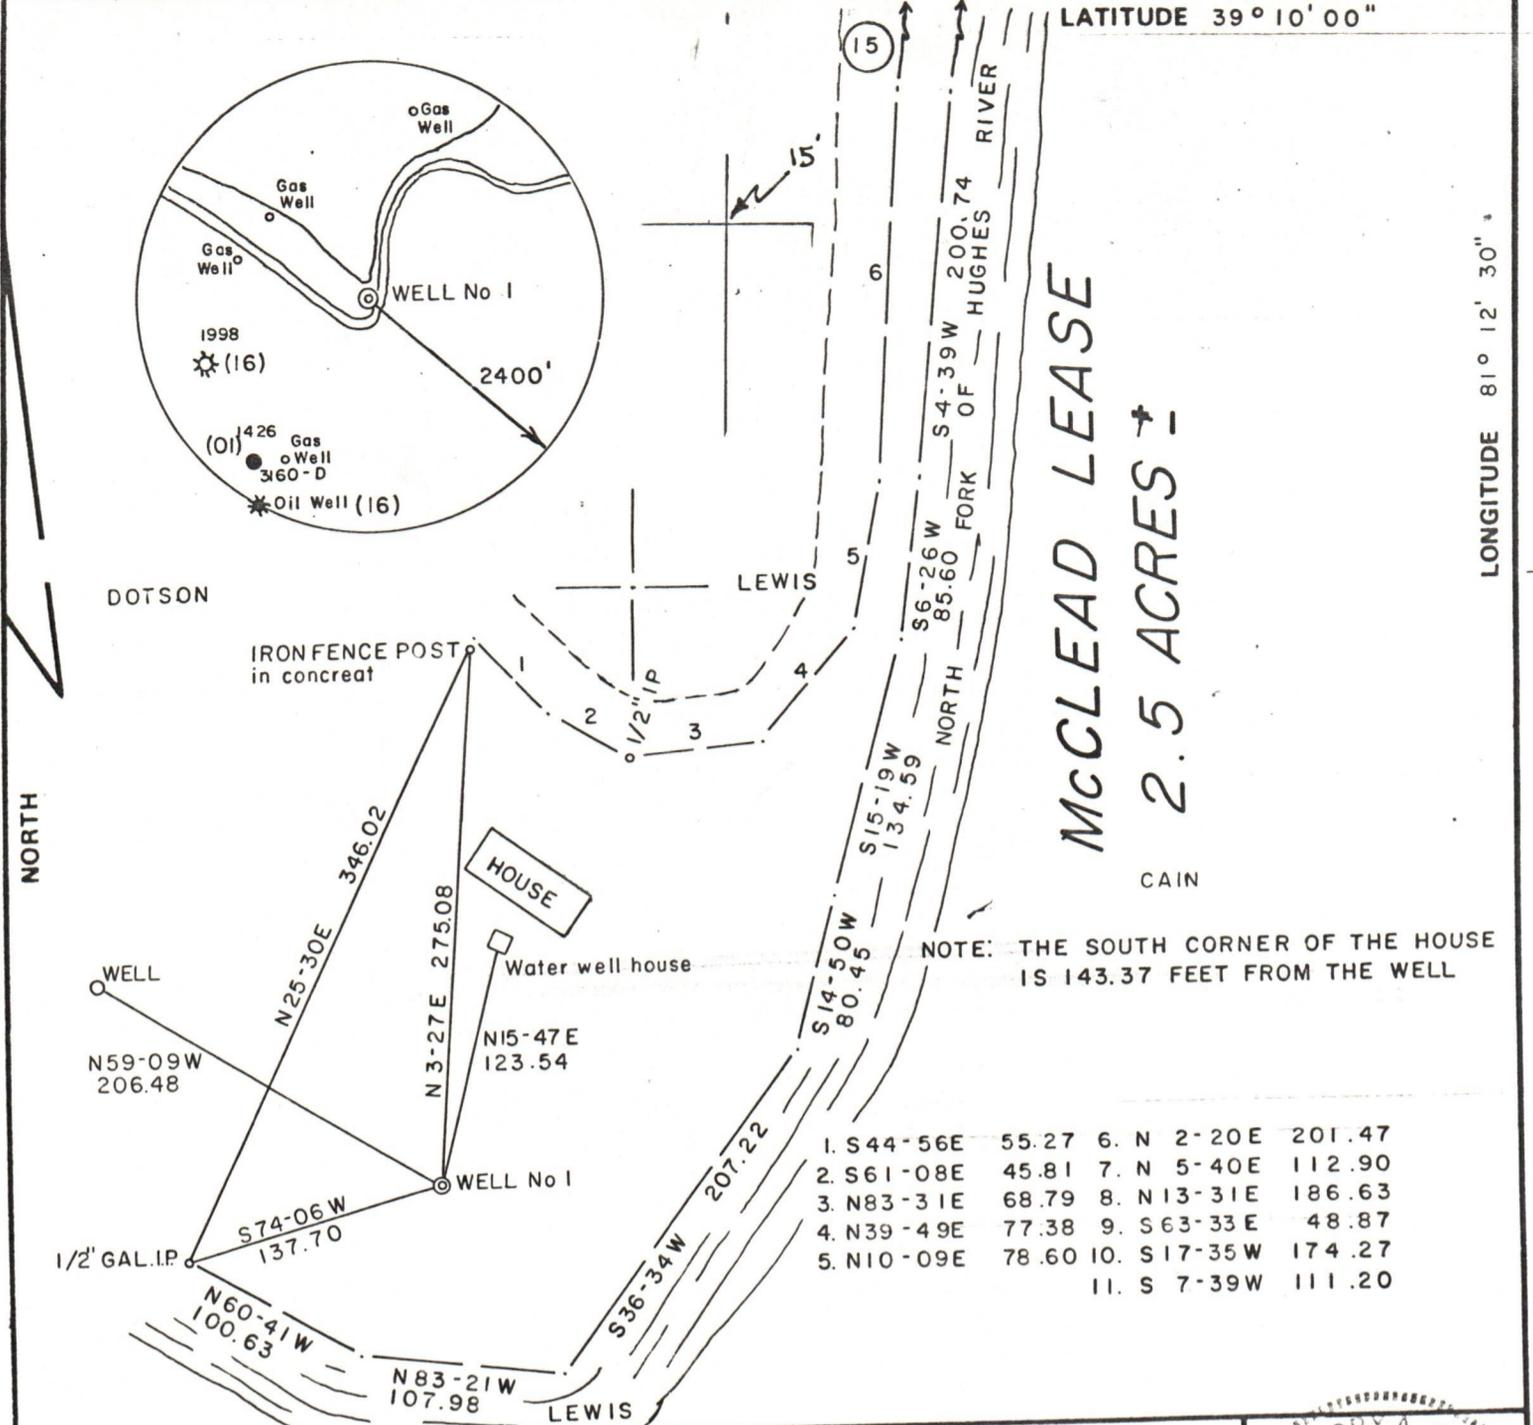 LATITUDE 39°10'00"
15
Gas
Well
RIVER
15'
Gas
Well
S4-39W 200.74
HUGHES
Gas
Well
6
WELL No 1
LONGITUDE 81° 12' 30"
1998
(16)
2400'
OF
McCLEAD LEASE
2.5 ACRES ±
1426
(01)
Gas
Well
3160-D
Oil Well (16)
FORK
S6-26W
85.60
5
LEWIS
DOTSON
IRON FENCE POST
in concreat
1
4
1/2" IP
2
3
NORTH
S15-19W
134.59
NORTH
N25-30E 346.02
HOUSE
CAIN
N 3-27E 275.08
S14-50W
80.45
NOTE: THE SOUTH CORNER OF THE HOUSE
IS 143.37 FEET FROM THE WELL
Water well house
WELL
N15-47E
123.54
N59-09W
206.48
WELL No 1
S74-06W
137.70
1/2" GAL.I.P.
S36-34W 207.22
1. S44-56E 55.27 6. N 2-20E 201.47
2. S61-08E 45.81 7. N 5-40E 112.90
3. N83-31E 68.79 8. N13-31E 186.63
4. N39-49E 77.38 9. S63-33E 48.87
5. N10-09E 78.60 10. S17-35W 174.27
11. S 7-39W 111.20
N60-41W
100.63
N83-21W
107.98
LEWIS